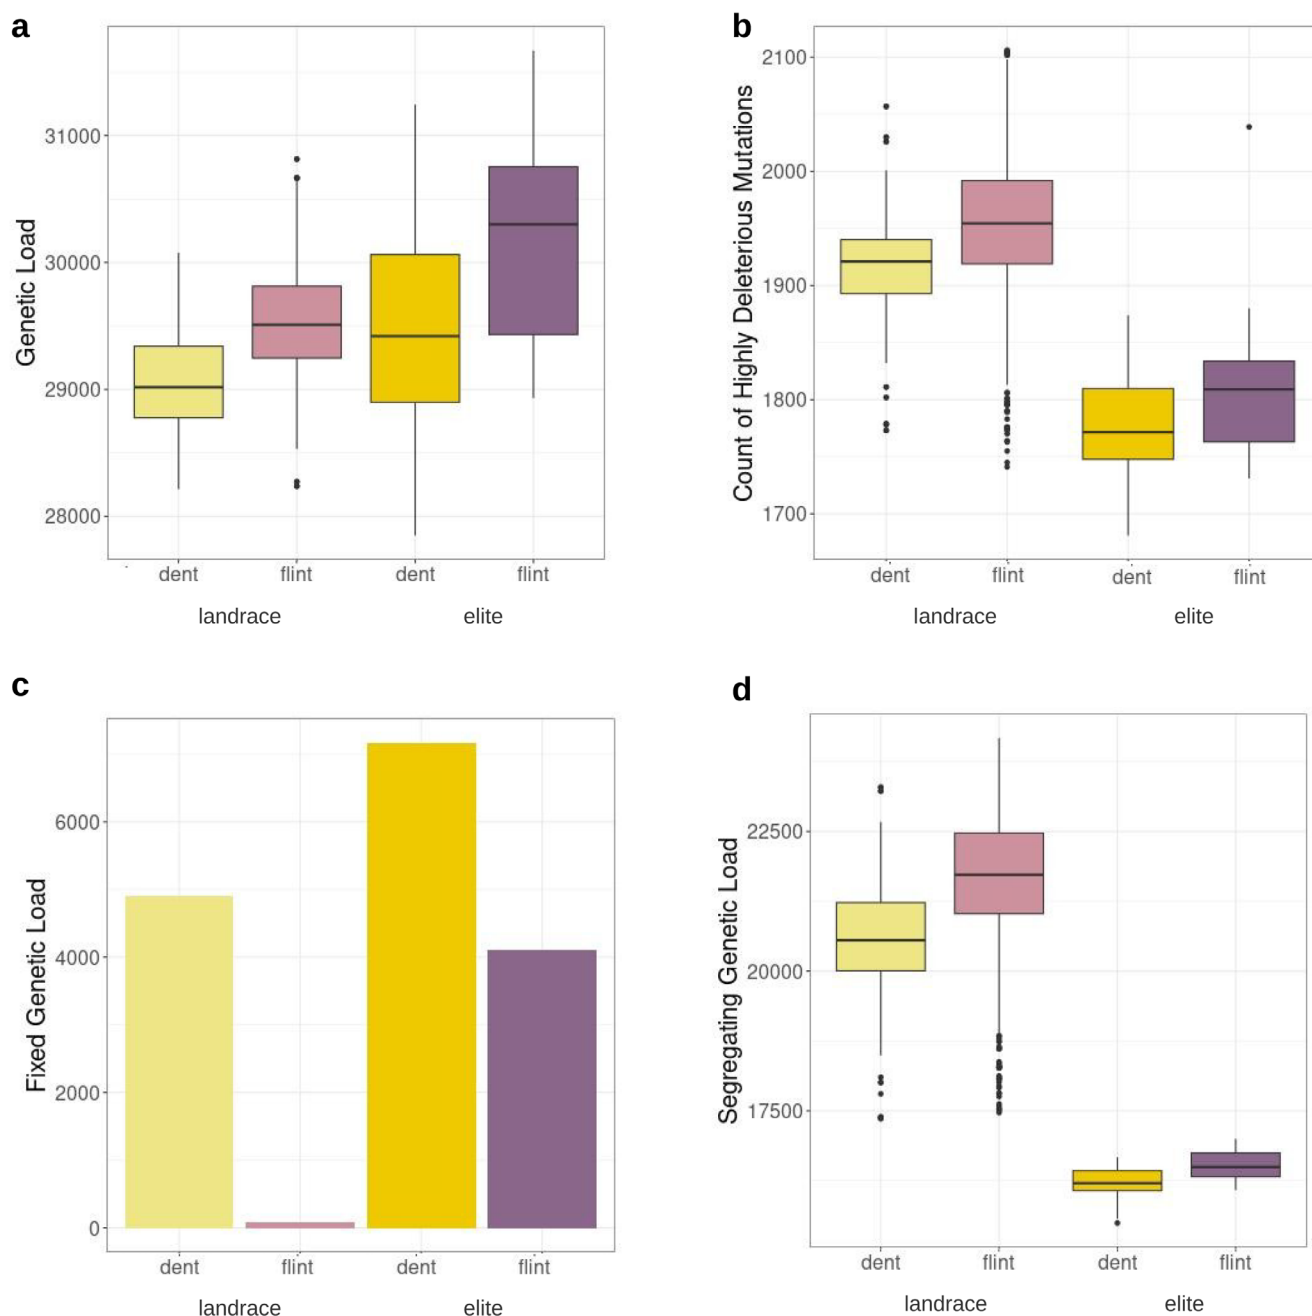 a
Genetic Load
31000
30000
29000
28000
dent flint dent flint
landrace elite
b
Count of Highly Deleterious Mutations
2100
2000
1900
1800
1700
dent flint dent flint
landrace elite
c
Fixed Genetic Load
6000
4000
2000
0
dent flint dent flint
landrace elite
d
Segregating Genetic Load
22500
20000
17500
dent flint dent flint
landrace elite